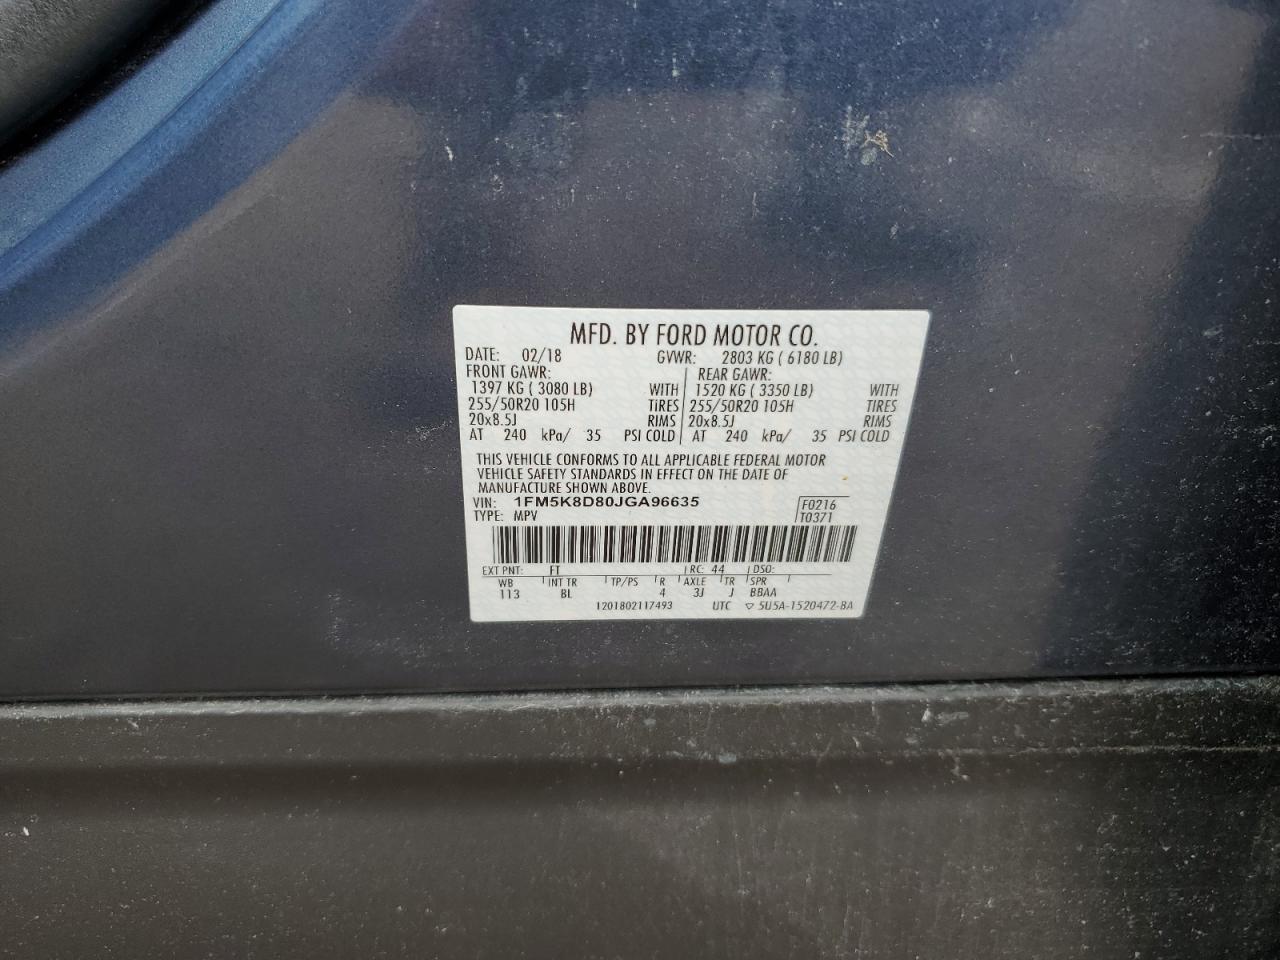 MFD. BY FORD MOTOR CO.
DATE: 02/18 GVWR: 2803 KG ( 6180 LB)
FRONT GAWR: REAR GAWR:
1397 KG ( 3080 LB) WITH 1520 KG ( 3350 LB) WITH
255/50R20 105H TIRES 255/50R20 105H TIRES
20x8.5J RIMS 20x8.5J RIMS
AT 240 kPa/ 35 PSI COLD AT 240 kPa/ 35 PSI COLD
THIS VEHICLE CONFORMS TO ALL APPLICABLE FEDERAL MOTOR
VEHICLE SAFETY STANDARDS IN EFFECT ON THE DATE OF
MANUFACTURE SHOWN ABOVE.
VIN: 1FM5K8D80JGA96635 F0216
TYPE: MPV T0371
EXT PNT: FT RC: 44 DSO:
WB INT TR TP/PS R AXLE TR SPR
113 BL 4 3J J BBAA
1201802117493 UTC ▽ 5U5A-1520472-BA